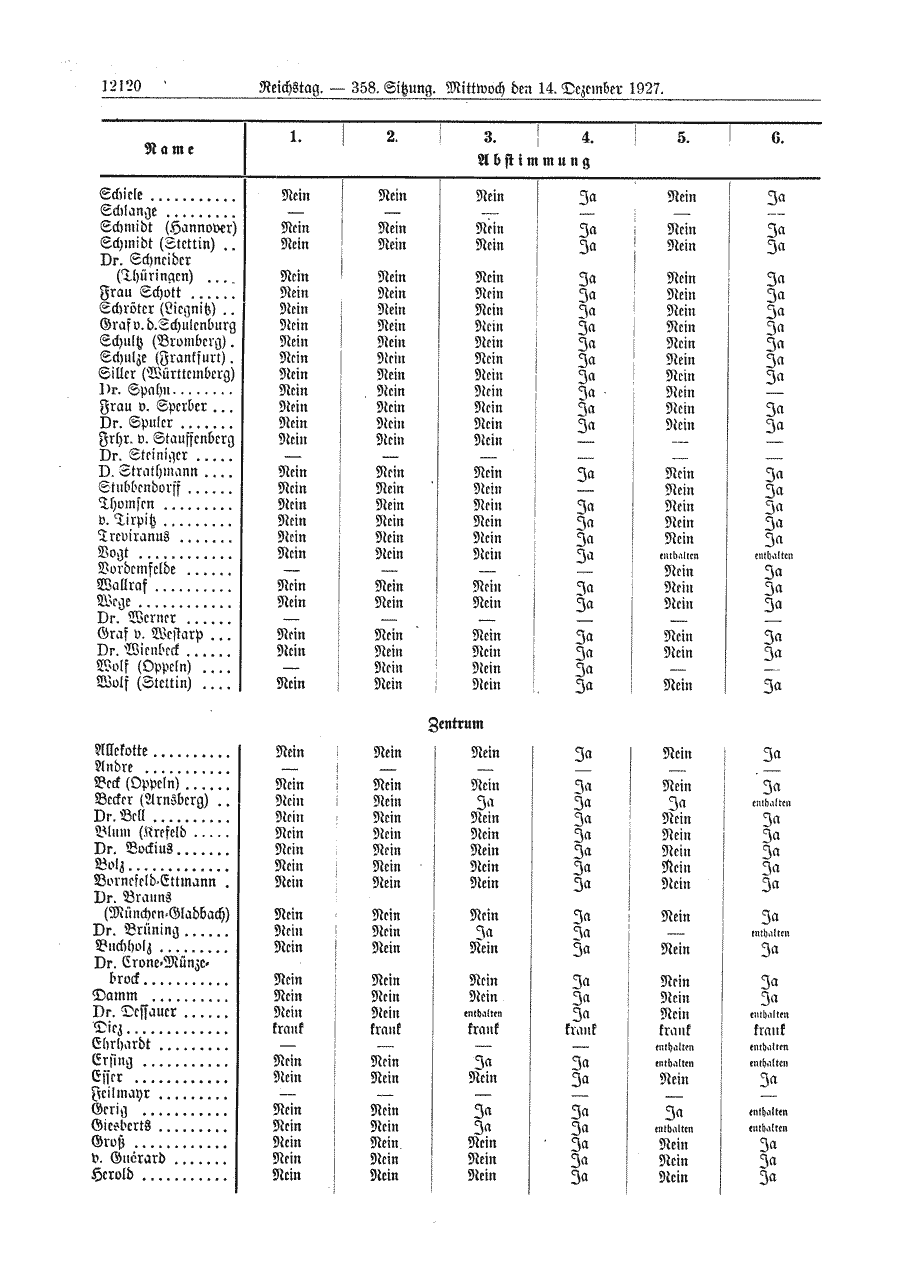 12120 Reichstag. — 358. Sitzung. Mittwoch den 14. Dezember 1927.
Name 1. 2. 3. 4. 5. 6.
Abstimmung
Schiele . . . . . . . . . . . Nein Nein Nein Ja Nein Ja
Schlange . . . . . . . . . — — — — — —
Schmidt (Hannover) Nein Nein Nein Ja Nein Ja
Schmidt (Stettin) . . Nein Nein Nein Ja Nein Ja
Dr. Schneider
(Thüringen) . . . . Nein Nein Nein Ja Nein Ja
Frau Schott . . . . . . Nein Nein Nein Ja Nein Ja
Schröter (Liegnitz) . . Nein Nein Nein Ja Nein Ja
Graf v. d. Schulenburg Nein Nein Nein Ja Nein Ja
Schultz (Bromberg) . Nein Nein Nein Ja Nein Ja
Schulze (Frankfurt) . Nein Nein Nein Ja Nein Ja
Siller (Württemberg) Nein Nein Nein Ja Nein Ja
Dr. Spahn . . . . . . . . Nein Nein Nein Ja Nein —
Frau v. Sperber . . . Nein Nein Nein Ja Nein Ja
Dr. Spuler . . . . . . . Nein Nein Nein Ja Nein Ja
Frhr. v. Stauffenberg Nein Nein Nein — — —
Dr. Steiniger . . . . . — — — — — —
D. Strathmann . . . . Nein Nein Nein Ja Nein Ja
Stubbendorff . . . . . . Nein Nein Nein — Nein Ja
Thomsen . . . . . . . . . Nein Nein Nein Ja Nein Ja
v. Tirpitz . . . . . . . . . Nein Nein Nein Ja Nein Ja
Treviranus . . . . . . . Nein Nein Nein Ja Nein Ja
Vogt . . . . . . . . . . . . Nein Nein Nein Ja enthalten enthalten
Vordemfelde . . . . . . — — — — Nein Ja
Wallraf . . . . . . . . . . Nein Nein Nein Ja Nein Ja
Wege . . . . . . . . . . . . Nein Nein Nein Ja Nein Ja
Dr. Werner . . . . . . — — — — — —
Graf v. Westarp . . . Nein Nein Nein Ja Nein Ja
Dr. Wienbeck . . . . . . Nein Nein Nein Ja Nein Ja
Wolf (Oppeln) . . . . — Nein Nein Ja — —
Wolf (Stettin) . . . . Nein Nein Nein Ja Nein Ja
Zentrum
Allekotte . . . . . . . . . . Nein Nein Nein Ja Nein Ja
Andre . . . . . . . . . . . — — — — — —
Beck (Oppeln) . . . . . . Nein Nein Nein Ja Nein Ja
Becker (Arnsberg) . . Nein Nein Ja Ja Ja enthalten
Dr. Bell . . . . . . . . . . Nein Nein Nein Ja Nein Ja
Blum (Krefeld . . . . . Nein Nein Nein Ja Nein Ja
Dr. Bockius . . . . . . . Nein Nein Nein Ja Nein Ja
Bolz . . . . . . . . . . . . . Nein Nein Nein Ja Nein Ja
Bornefeld-Ettmann . Nein Nein Nein Ja Nein Ja
Dr. Brauns
(München-Gladbach) Nein Nein Nein Ja Nein Ja
Dr. Brüning . . . . . . Nein Nein Ja Ja — enthalten
Buchholz . . . . . . . . . Nein Nein Nein Ja Nein Ja
Dr. Crone-Münze-
brock . . . . . . . . . . . Nein Nein Nein Ja Nein Ja
Damm . . . . . . . . . . Nein Nein Nein Ja Nein Ja
Dr. Dessauer . . . . . . Nein Nein enthalten Ja Nein enthalten
Diez . . . . . . . . . . . . . krank krank krank krank krank krank
Ehrhardt . . . . . . . . . — — — — enthalten enthalten
Ersing . . . . . . . . . . . Nein Nein Ja Ja enthalten enthalten
Esser . . . . . . . . . . . . Nein Nein Nein Ja Nein Ja
Feilmayr . . . . . . . . . — — — — — —
Gerig . . . . . . . . . . . Nein Nein Ja Ja Ja enthalten
Giesberts . . . . . . . . . Nein Nein Ja Ja enthalten enthalten
Groß . . . . . . . . . . . . Nein Nein Nein Ja Nein Ja
v. Guérard . . . . . . . Nein Nein Nein Ja Nein Ja
Herold . . . . . . . . . . . Nein Nein Nein Ja Nein Ja